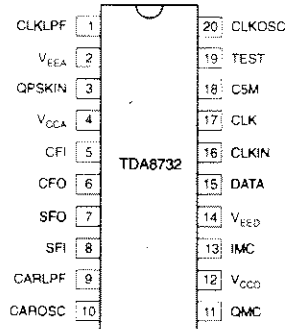 CLKLPF 1 20 CLKOSC
VEEA 2 19 TEST
QPSKIN 3 18 C5M
VCCA 4 17 CLK
CFI 5 16 CLKIN
TDA8732
CFO 6 15 DATA
SFO 7 14 VEED
SFI 8 13 IMC
CARLPF 9 12 VCCD
CAROSC 10 11 QMC